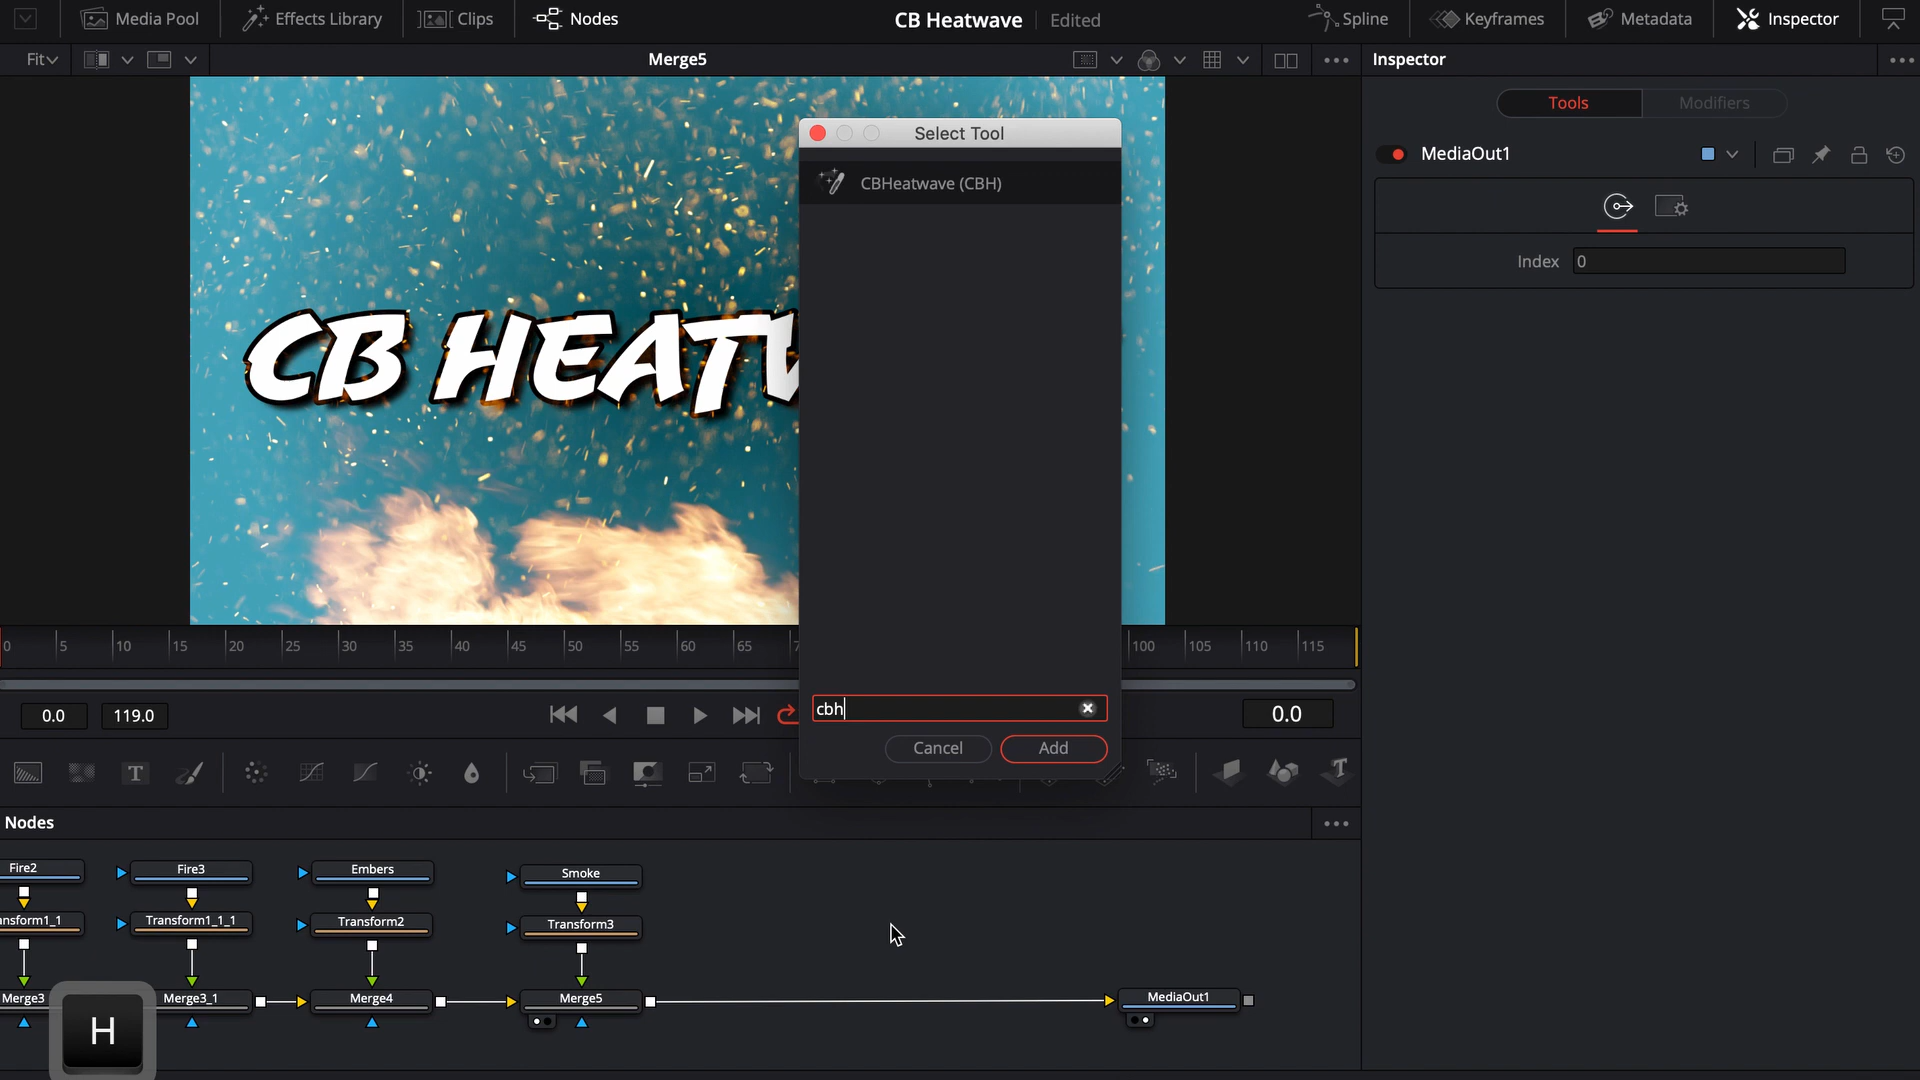 Media Pool
Effects Library
Clips
Nodes
CB Heatwave
Edited
Spline
Keyframes
Metadata
Inspector
Fit
Merge5
Inspector
Tools
Modifiers
MediaOut1
Index 0
CB HEATW
Select Tool
CBHeatwave (CBH)
cbh
Cancel
Add
0 5 10 15 20 25 30 35 40 45 50 55 60 65 7 100 105 110 115
0.0
119.0
0.0
T
T
Nodes
Fire2
Fire3
Embers
Smoke
ansform1_1
Transform1_1_1
Transform2
Transform3
Merge3
Merge3_1
Merge4
Merge5
MediaOut1
H